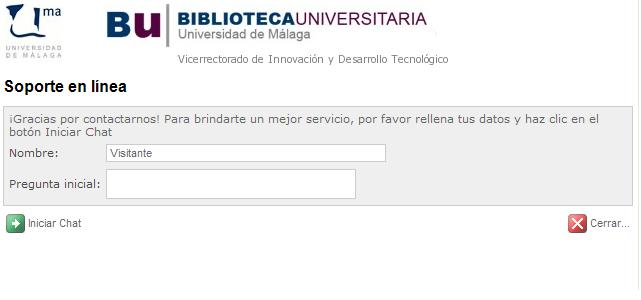 uma
UNIVERSIDAD
DE MÁLAGA
Bu
BIBLIOTECAUNIVERSITARIA
Universidad de Málaga
Vicerrectorado de Innovación y Desarrollo Tecnológico
Soporte en línea
¡Gracias por contactarnos! Para brindarte un mejor servicio, por favor rellena tus datos y haz clic en el
botón Iniciar Chat
Nombre: Visitante
Pregunta inicial:
Iniciar Chat
Cerrar...